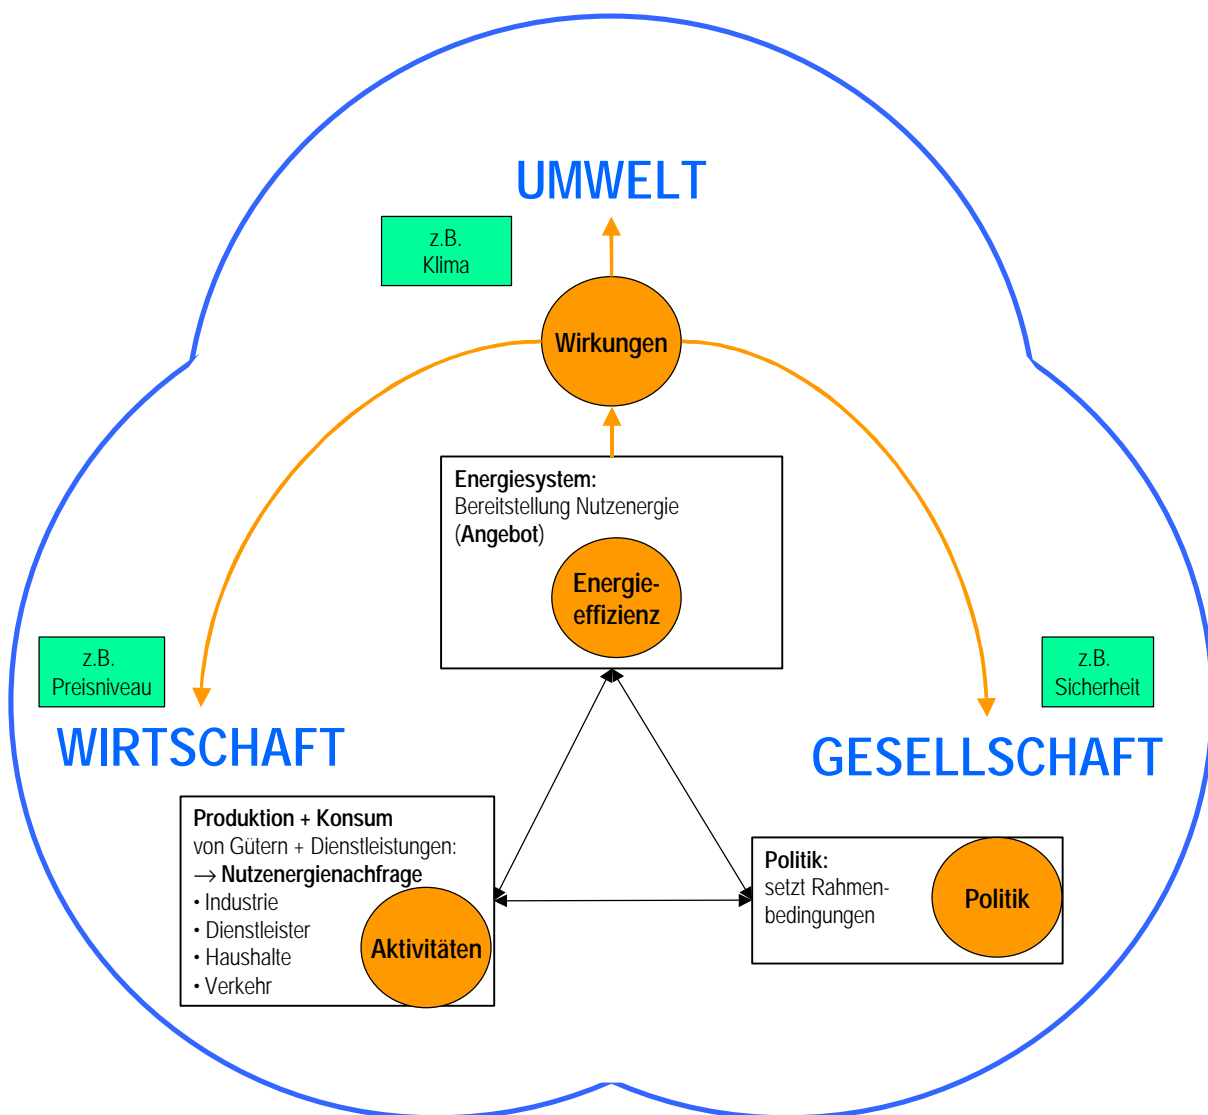 UMWELT
z.B.
Klima
Wirkungen
Energiesystem:
Bereitstellung Nutzenergie
(Angebot)
Energie-
effizienz
z.B.
Preisniveau
z.B.
Sicherheit
WIRTSCHAFT
GESELLSCHAFT
Produktion + Konsum
von Gütern + Dienstleistungen:
→ Nutzenergienachfrage
• Industrie
• Dienstleister
• Haushalte
• Verkehr
Aktivitäten
Politik:
setzt Rahmen-
bedingungen
Politik